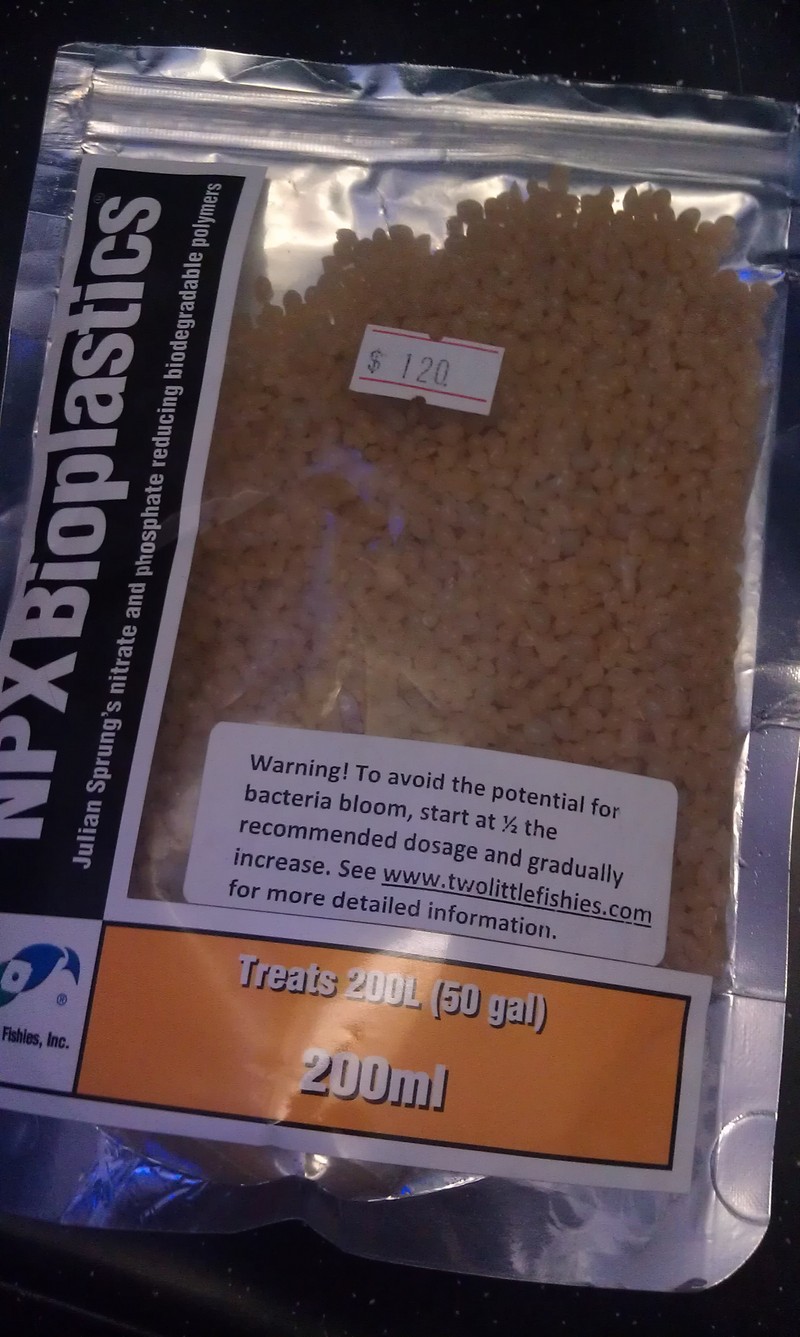 NPX Bioplastics®
Julian Sprung's nitrate and phosphate reducing biodegradable polymers
$ 120
Warning! To avoid the potential for
bacteria bloom, start at ½ the
recommended dosage and gradually
increase. See www.twolittlefishies.com
for more detailed information.
®
Fishies, Inc.
Treats 200L (50 gal)
200ml